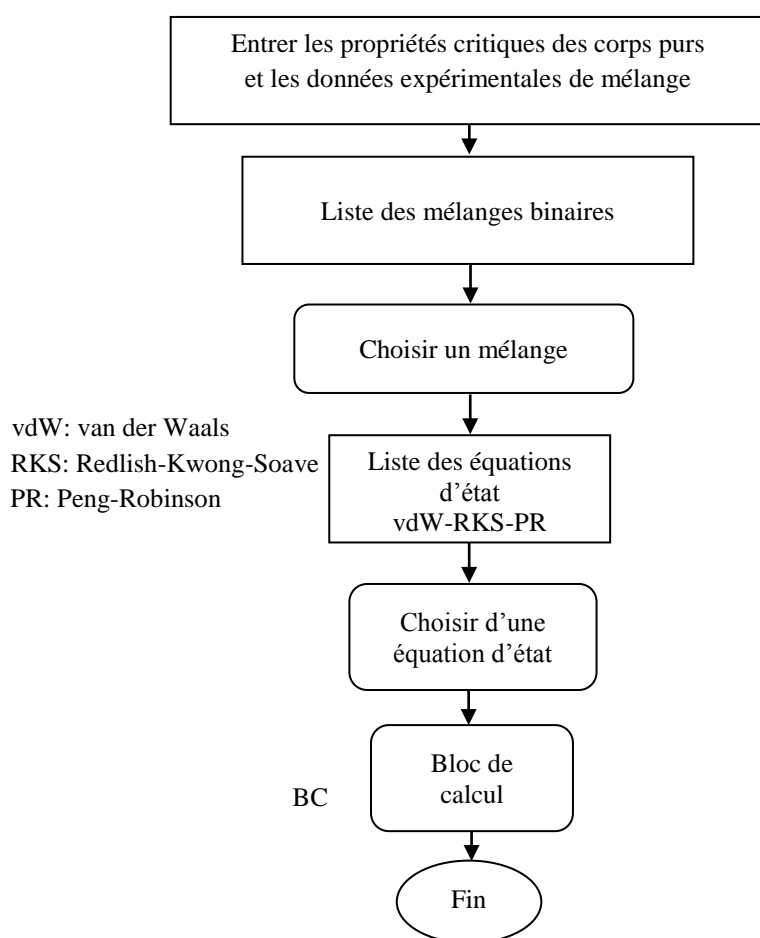 Entrer les propriétés critiques des corps purs
et les données expérimentales de mélange
Liste des mélanges binaires
Choisir un mélange
vdW: van der Waals
RKS: Redlish-Kwong-Soave
PR: Peng-Robinson
Liste des équations
d’état
vdW-RKS-PR
Choisir d’une
équation d’état
Bloc de
calcul
BC
Fin